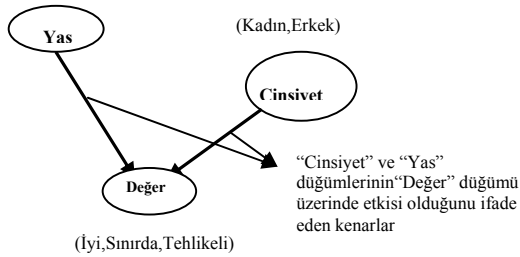 Yas
(Kadın,Erkek)
Cinsiyet
Değer
“Cinsiyet” ve “Yas”
düğümlerinin“Değer” düğümü
üzerinde etkisi olduğunu ifade
eden kenarlar
(İyi,Sınırda,Tehlikeli)